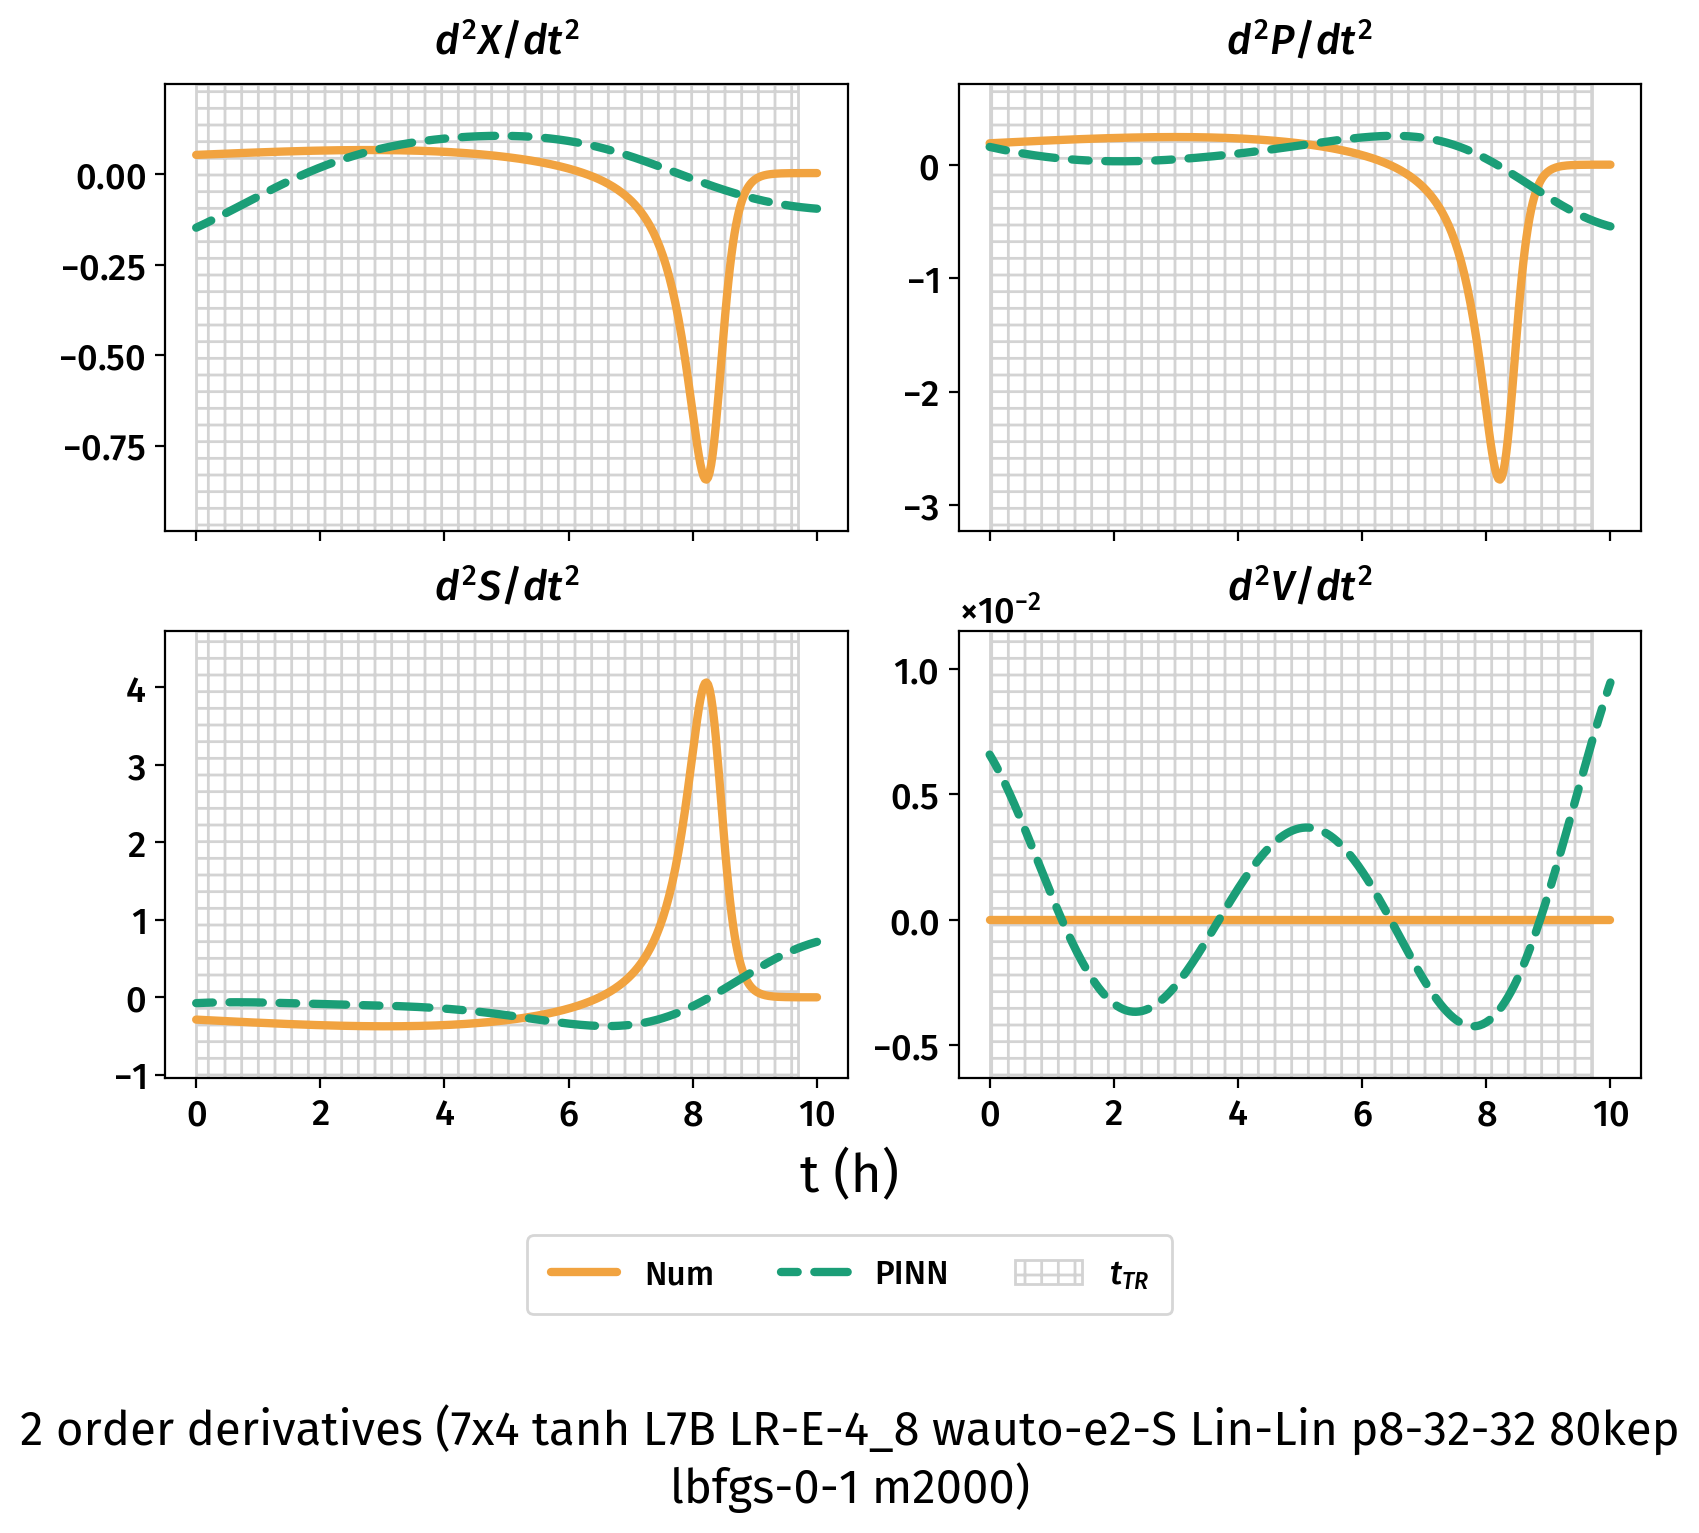 d²X/dt²
d²P/dt²
0.00
−0.25
−0.50
−0.75
0
−1
−2
−3
d²S/dt²
d²V/dt²
×10⁻²
4
3
2
1
0
−1
1.0
0.5
0.0
−0.5
0 2 4 6 8 10
0 2 4 6 8 10
t (h)
Num PINN t_TR
2 order derivatives (7x4 tanh L7B LR-E-4_8 wauto-e2-S Lin-Lin p8-32-32 80kep
lbfgs-0-1 m2000)